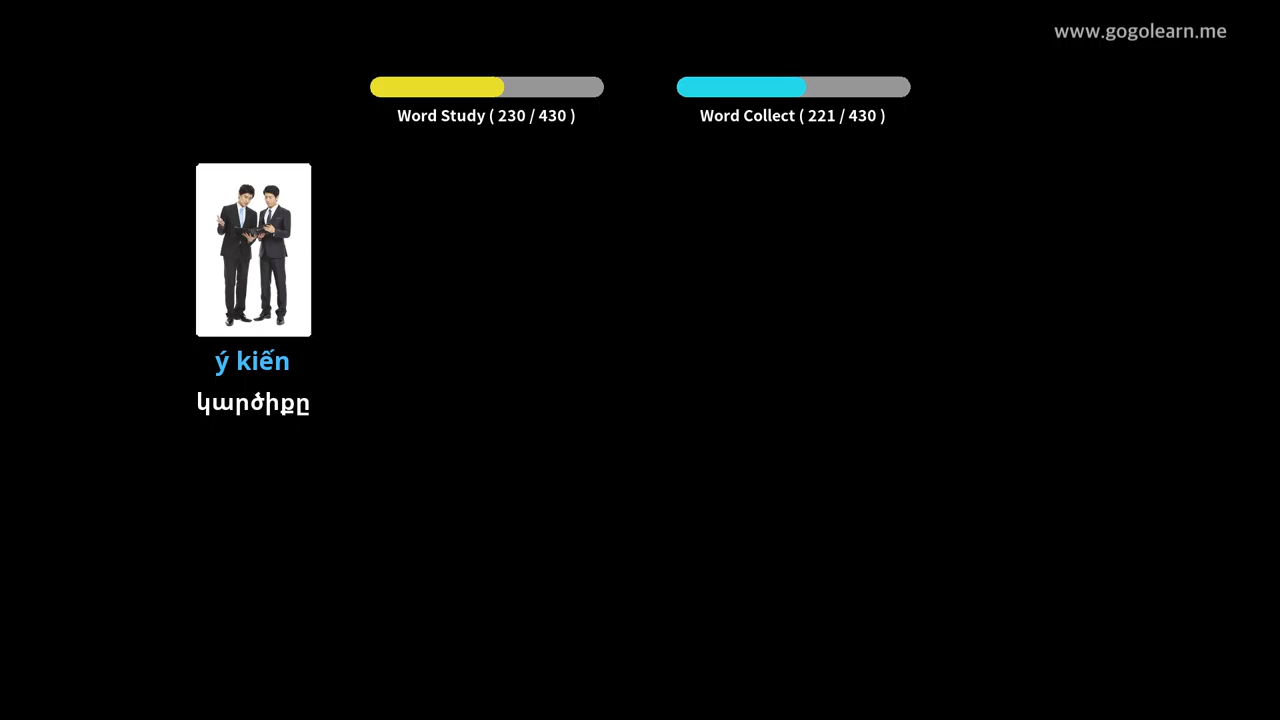 www.gogolearn.me
Word Study ( 230 / 430 )
Word Collect ( 221 / 430 )
ý kiến
կարծիքը